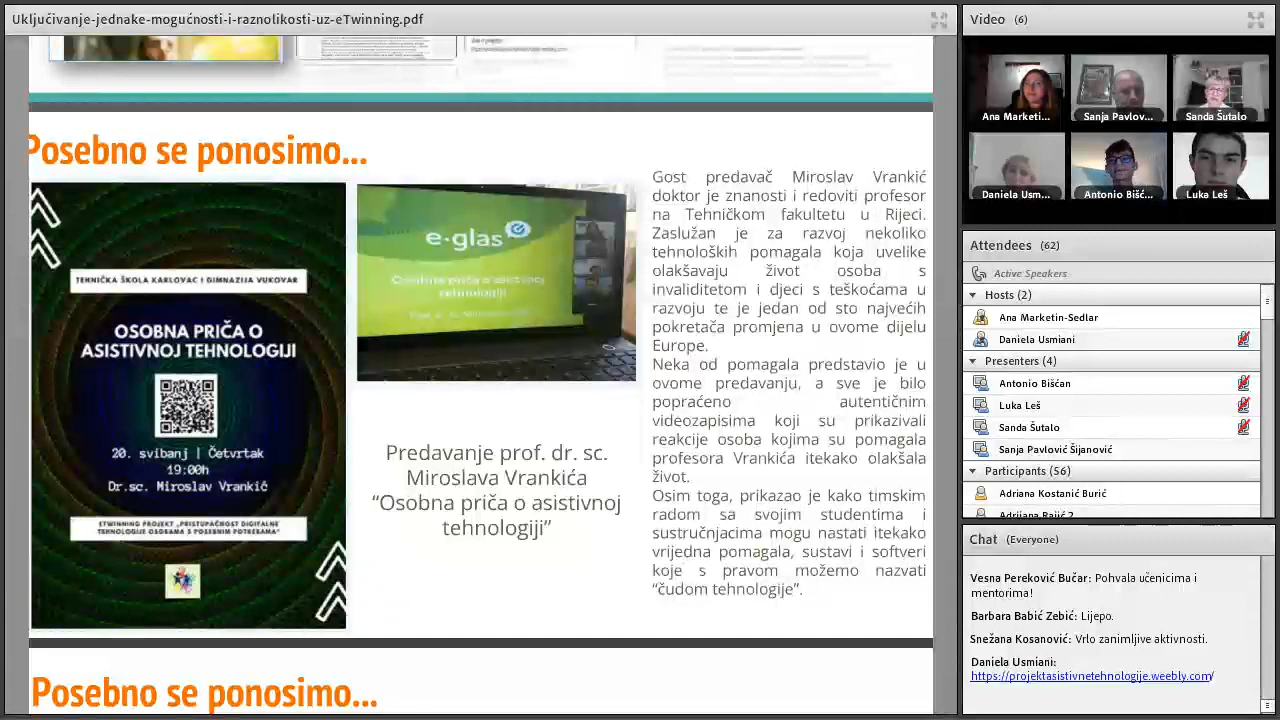 Uključivanje-jednake-mogućnosti-i-raznolikosti-uz-eTwinning.pdf
Posebno se ponosimo...
TEHNIČKA ŠKOLA KARLOVAC I GIMNAZIJA VUKOVAR
OSOBNA PRIČA O
ASISTIVNOJ TEHNOLOGIJI
20. svibanj | Četvrtak
19:00h
Dr.sc. Miroslav Vrankić
ETWINNING PROJEKT „PRISTUPAČNOST DIGITALNE
TEHNOLOGIJE OSOBAMA S POSEBNIM POTREBAMA“
e-glas
Osobna priča o asistivnoj
tehnologiji
Predavanje prof. dr. sc.
Miroslava Vrankića
“Osobna priča o asistivnoj
tehnologiji”
Gost predavač Miroslav Vrankić
doktor je znanosti i redoviti profesor
na Tehničkom fakultetu u Rijeci.
Zaslužan je za razvoj nekoliko
tehnoloških pomagala koja uvelike
olakšavaju život osoba s
invaliditetom i djeci s teškoćama u
razvoju te je jedan od sto najvećih
pokretača promjena u ovome dijelu
Europe.
Neka od pomagala predstavio je u
ovome predavanju, a sve je bilo
popraćeno autentičnim
videozapisima koji su prikazivali
reakcije osoba kojima su pomagala
profesora Vrankića itekako olakšala
život.
Osim toga, prikazao je kako timskim
radom sa svojim studentima i
sustručnjacima mogu nastati itekako
vrijedna pomagala, sustavi i softveri
koje s pravom možemo nazvati
“čudom tehnologije”.
Posebno se ponosimo...
Video (6)
Ana Marketi...
Sanja Pavlov...
Sanda Šutalo
Daniela Usm...
Antonio Bišć...
Luka Leš
Attendees (62)
Active Speakers
Hosts (2)
Ana Marketin-Sedlar
Daniela Usmiani
Presenters (4)
Antonio Bišćan
Luka Leš
Sanda Šutalo
Sanja Pavlović Šijanović
Participants (56)
Adriana Kostanić Burić
Adrijana Rajić 2
Chat (Everyone)
Vesna Pereković Bučar: Pohvala učenicima i
mentorima!
Barbara Babić Zebić: Lijepo.
Snežana Kosanović: Vrlo zanimljive aktivnosti.
Daniela Usmiani:
https://projektasistivnetehnologije.weebly.com/